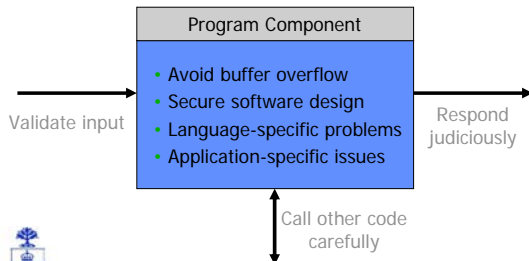 Program Component
• Avoid buffer overflow
• Secure software design
• Language-specific problems
• Application-specific issues
Validate input
Respond
judiciously
Call other code
carefully